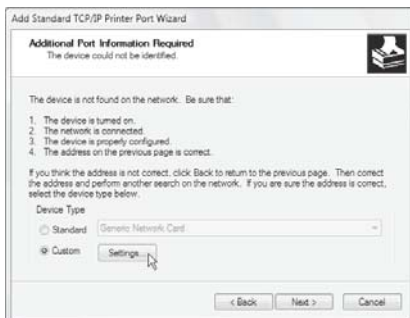 Add Standard TCP/IP Printer Port Wizard
Additional Port Information Required
The device could not be identified.
The device is not found on the network. Be sure that:
1. The device is turned on.
2. The network is connected.
3. The device is properly configured.
4. The address on the previous page is correct.
If you think the address is not correct, click Back to return to the previous page. Then correct
the address and perform another search on the network. If you are sure the address is correct,
select the device type below.
Device Type
Standard Generic Network Card
Custom Settings...
< Back Next > Cancel